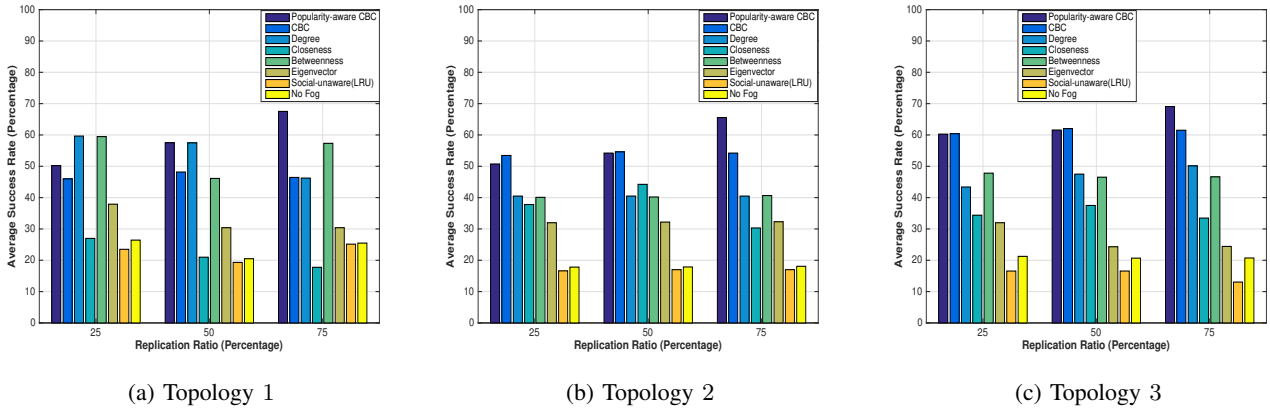 Average Success Rate (Percentage)
100
90
80
70
60
50
40
30
20
10
0
25
50
75
Replication Ratio (Percentage)
Popularity-aware CBC
CBC
Degree
Closeness
Betweenness
Eigenvector
Social-unaware(LRU)
No Fog
(a) Topology 1
Average Success Rate (Percentage)
100
90
80
70
60
50
40
30
20
10
0
25
50
75
Replication Ratio (Percentage)
Popularity-aware CBC
CBC
Degree
Closeness
Betweenness
Eigenvector
Social-unaware(LRU)
No Fog
(b) Topology 2
Average Success Rate (Percentage)
100
90
80
70
60
50
40
30
20
10
0
25
50
75
Replication Ratio (Percentage)
Popularity-aware CBC
CBC
Degree
Closeness
Betweenness
Eigenvector
Social-unaware(LRU)
No Fog
(c) Topology 3